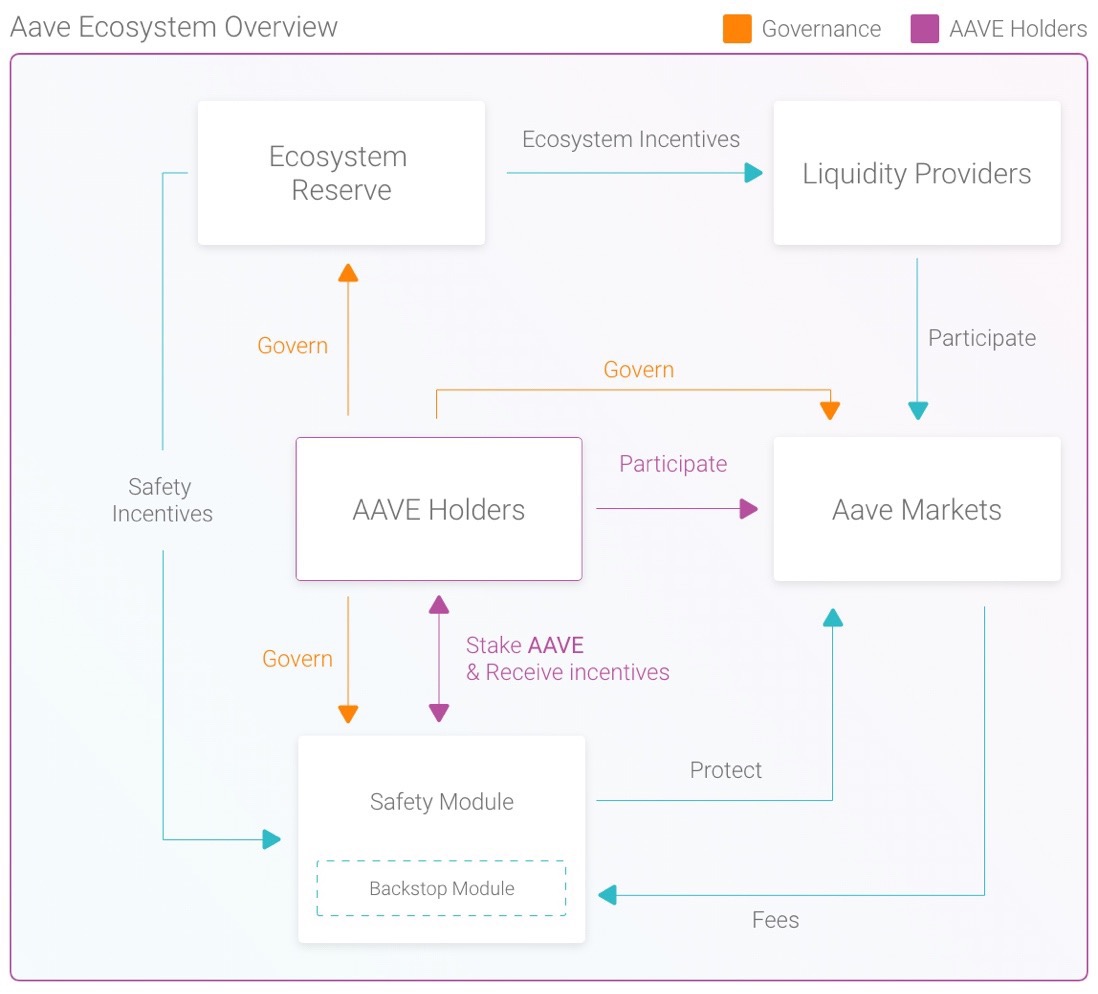 Aave Ecosystem Overview
Governance
AAVE Holders
Ecosystem
Reserve
Ecosystem Incentives
Liquidity Providers
Govern
Participate
Govern
Safety
Incentives
AAVE Holders
Participate
Aave Markets
Govern
Stake AAVE
& Receive incentives
Safety Module
Backstop Module
Protect
Fees